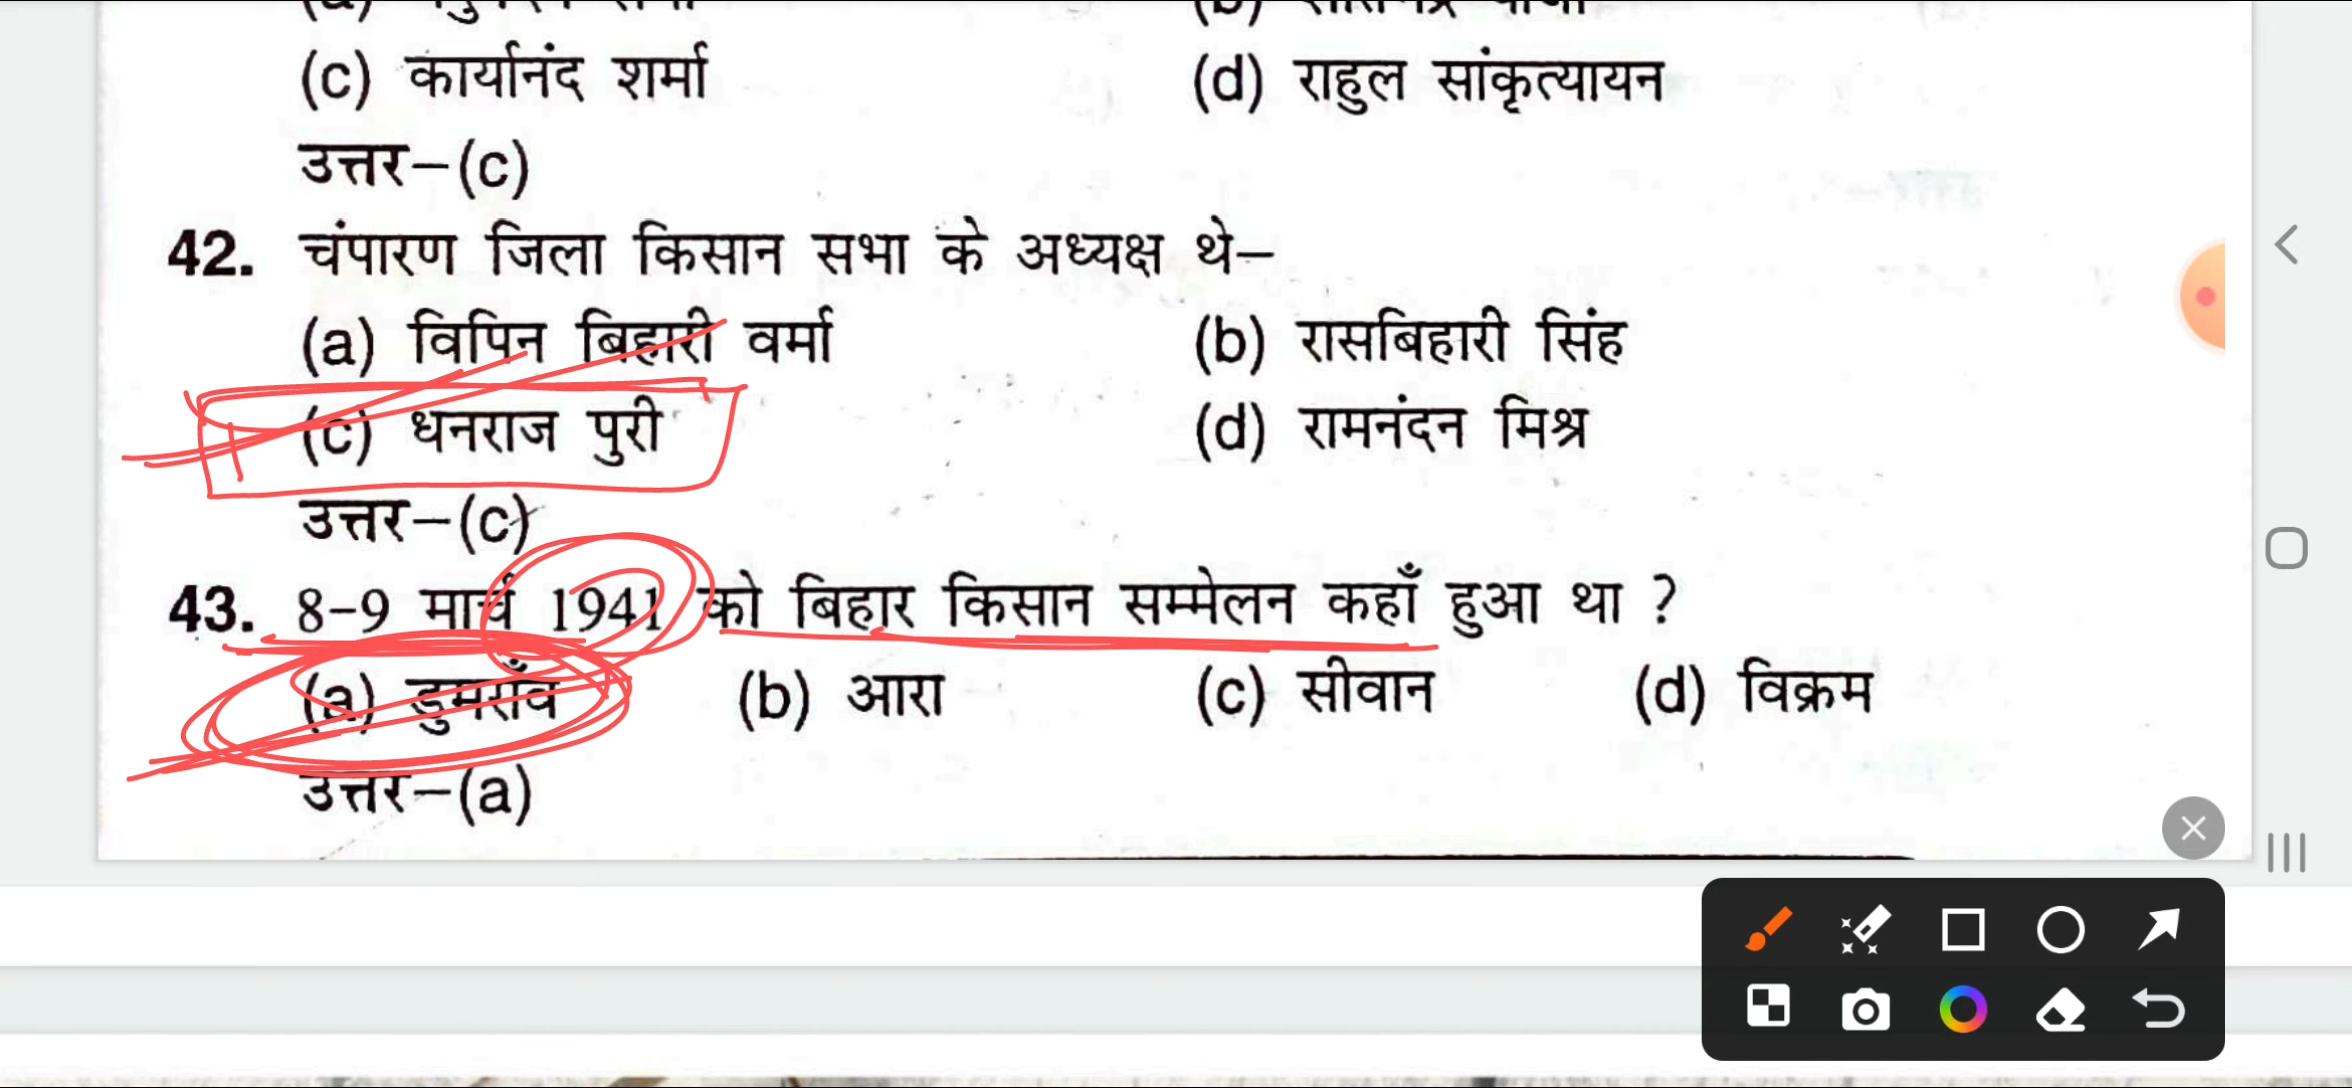 (c) कार्यानंद शर्मा (d) राहुल सांकृत्यायन
उत्तर–(c)
42. चंपारण जिला किसान सभा के अध्यक्ष थे–
(a) विपिन बिहारी वर्मा (b) रासबिहारी सिंह
(c) धनराज पुरी (d) रामनंदन मिश्र
उत्तर–(c)
43. 8-9 मार्च 1941 को बिहार किसान सम्मेलन कहाँ हुआ था ?
(a) डुमराँव (b) आरा (c) सीवान (d) विक्रम
उत्तर–(a)